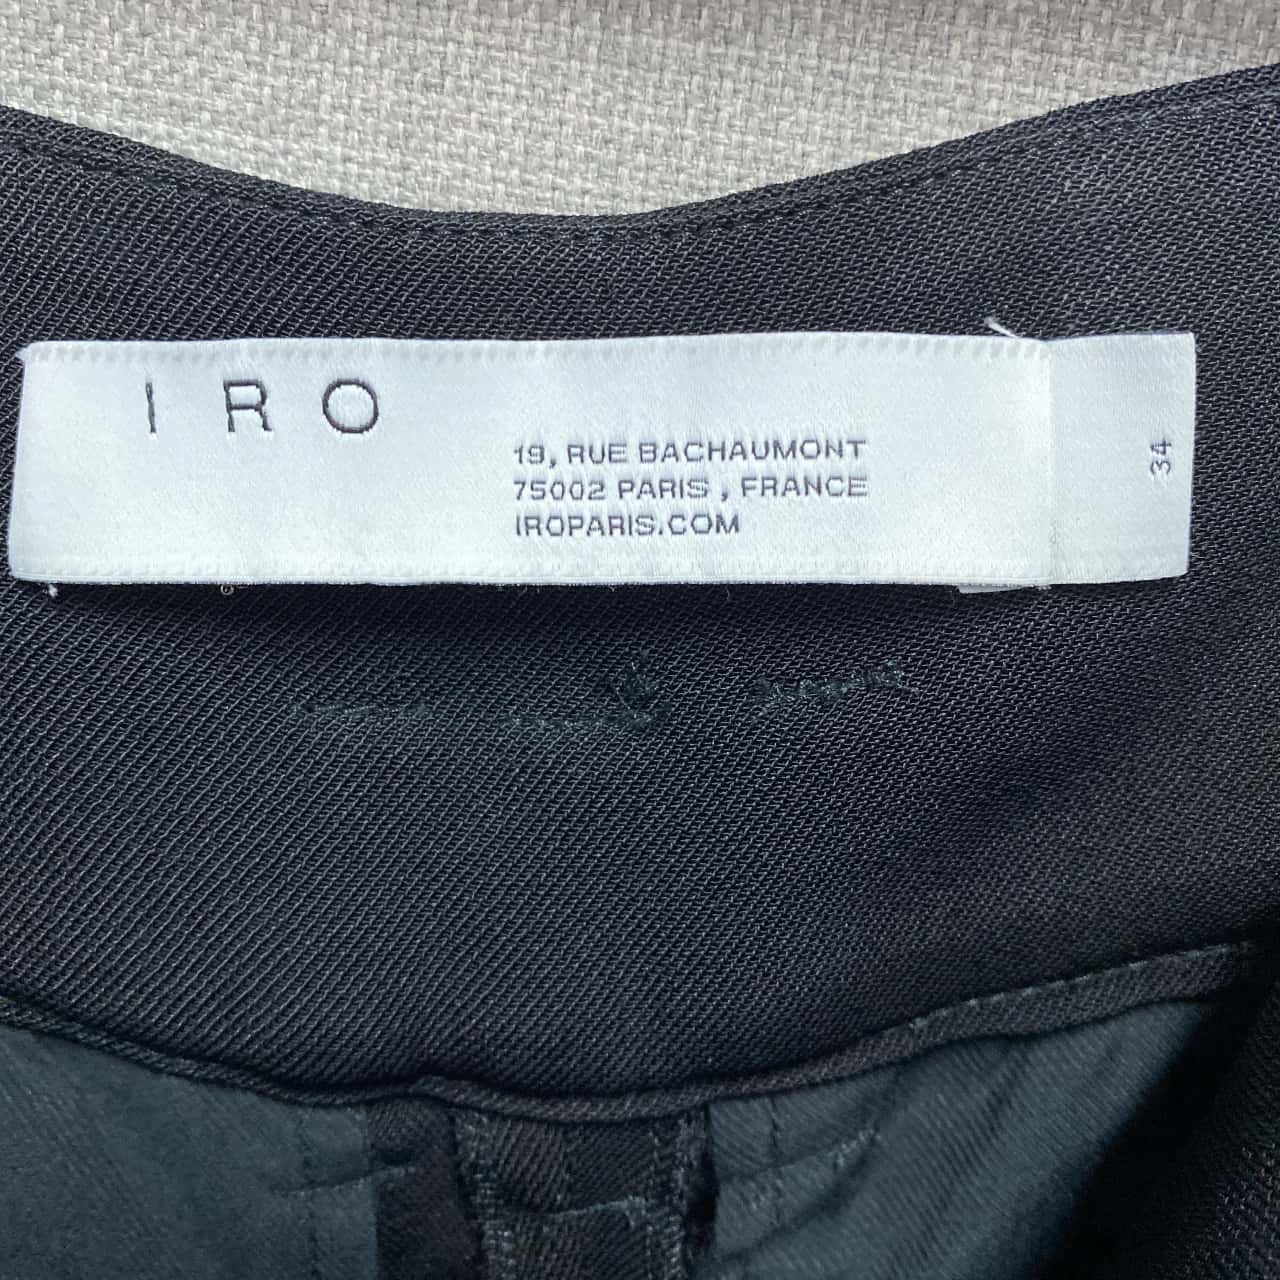 IRO
19, RUE BACHAUMONT
75002 PARIS , FRANCE
IROPARIS.COM
34